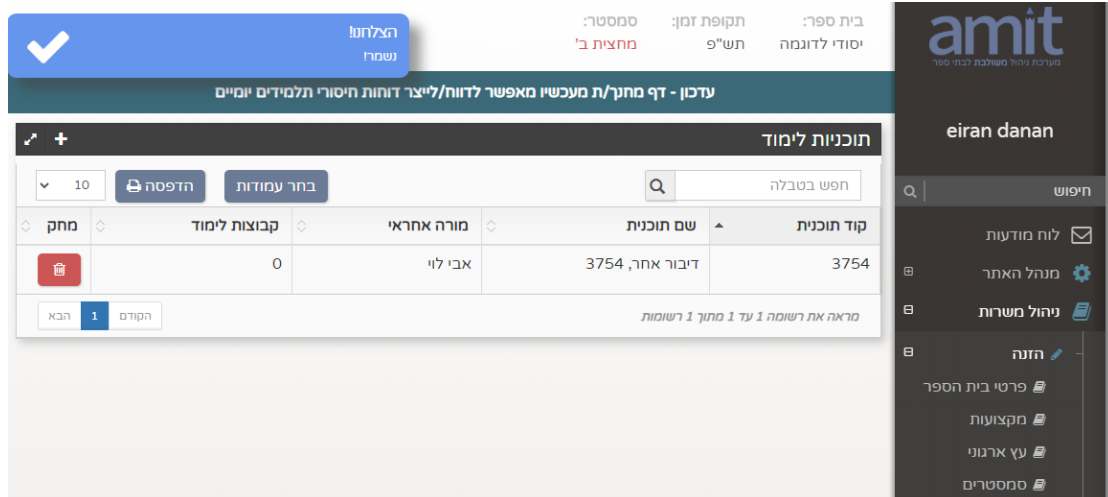 amit
מערכת ניהול משולבת לבתי ספר
eiran danan
חיפוש
לוח מודעות
מנהל האתר
ניהול משרות
הזנה
פרטי בית הספר
מקצועות
עץ ארגוני
סמסטרים
בית ספר: תקופת זמן: סמסטר:
יסודי לדוגמה תש"פ מחצית ב'
הצלחנו!
נשמר!
עדכון - דף מחנך/ת מעכשיו מאפשר לדווח/לייצר דוחות חיסורי תלמידים יומיים
תוכניות לימוד
חפש בטבלה בחר עמודות הדפסה 10
קוד תוכנית שם תוכנית מורה אחראי קבוצות לימוד מחק
3754 דיבור אחר, 3754 אבי לוי 0
מראה את רשומה 1 עד 1 מתוך 1 רשומות הקודם 1 הבא